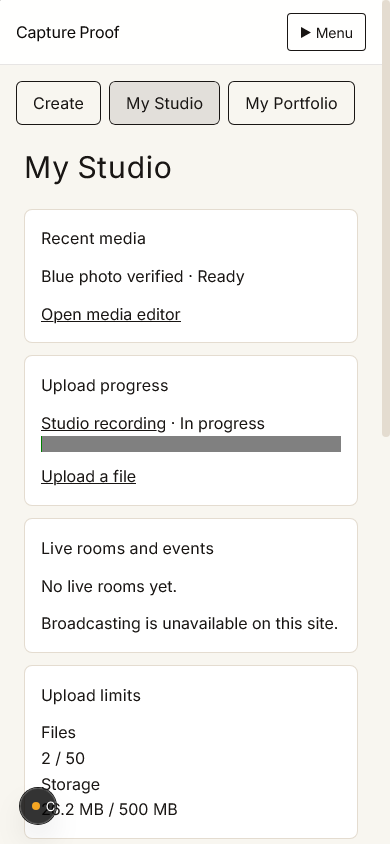 Capture Proof
▶ Menu
Create
My Studio
My Portfolio
My Studio
Recent media
Blue photo verified · Ready
Open media editor
Upload progress
Studio recording · In progress
Upload a file
Live rooms and events
No live rooms yet.
Broadcasting is unavailable on this site.
Upload limits
Files
2 / 50
Storage
6.2 MB / 500 MB